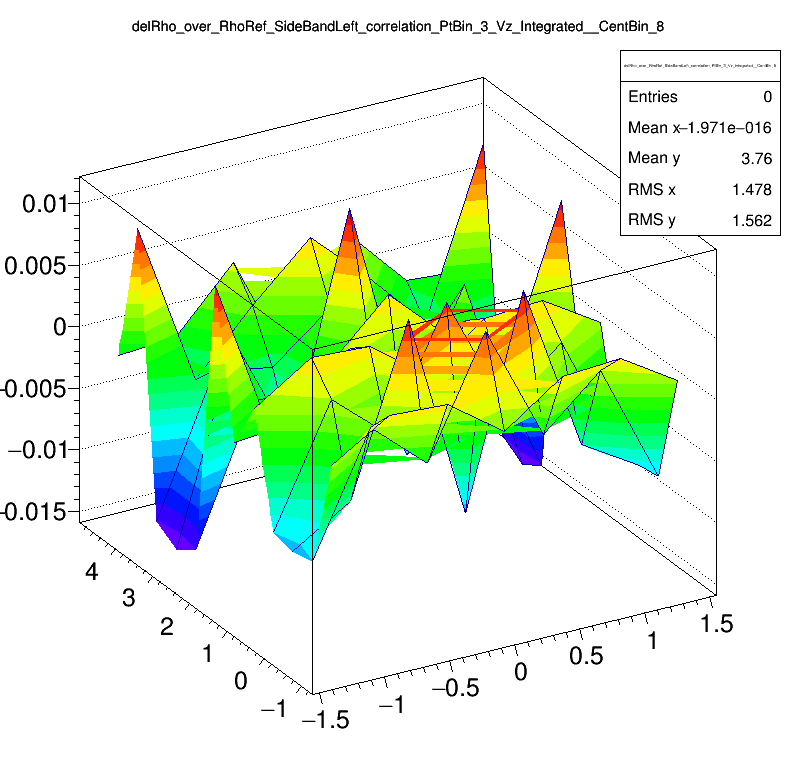 delRho_over_RhoRef_SideBandLeft_correlation_PtBin_3_Vz_Integrated__CentBin_8
delRho_over_RhoRef_SideBandLeft_correlation_PtBin_3_Vz_Integrated__CentBin_8
Entries 0
Mean x −1.971e−016
Mean y 3.76
RMS x 1.478
RMS y 1.562
0.01
0.005
0
−0.005
−0.01
−0.015
4
3
2
1
0
−1
−1.5
−1
−0.5
0
0.5
1
1.5